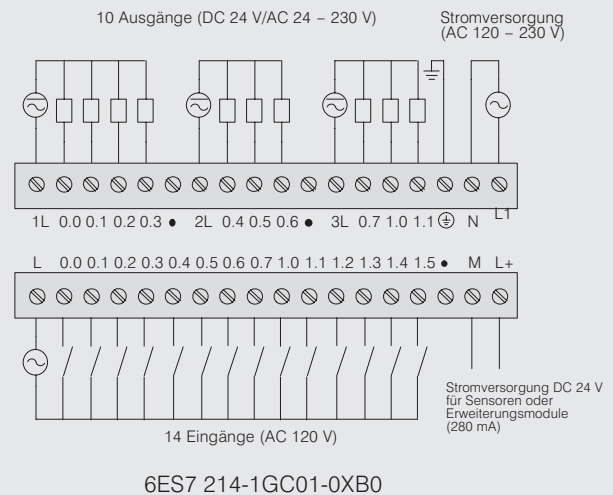 10 Ausgänge (DC 24 V/AC 24 – 230 V)
Stromversorgung
(AC 120 – 230 V)
1L 0.0 0.1 0.2 0.3 • 2L 0.4 0.5 0.6 • 3L 0.7 1.0 1.1 N L1
L 0.0 0.1 0.2 0.3 0.4 0.5 0.6 0.7 1.0 1.1 1.2 1.3 1.4 1.5 • M L+
Stromversorgung DC 24 V
für Sensoren oder
Erweiterungsmodule
(280 mA)
14 Eingänge (AC 120 V)
6ES7 214-1GC01-0XB0